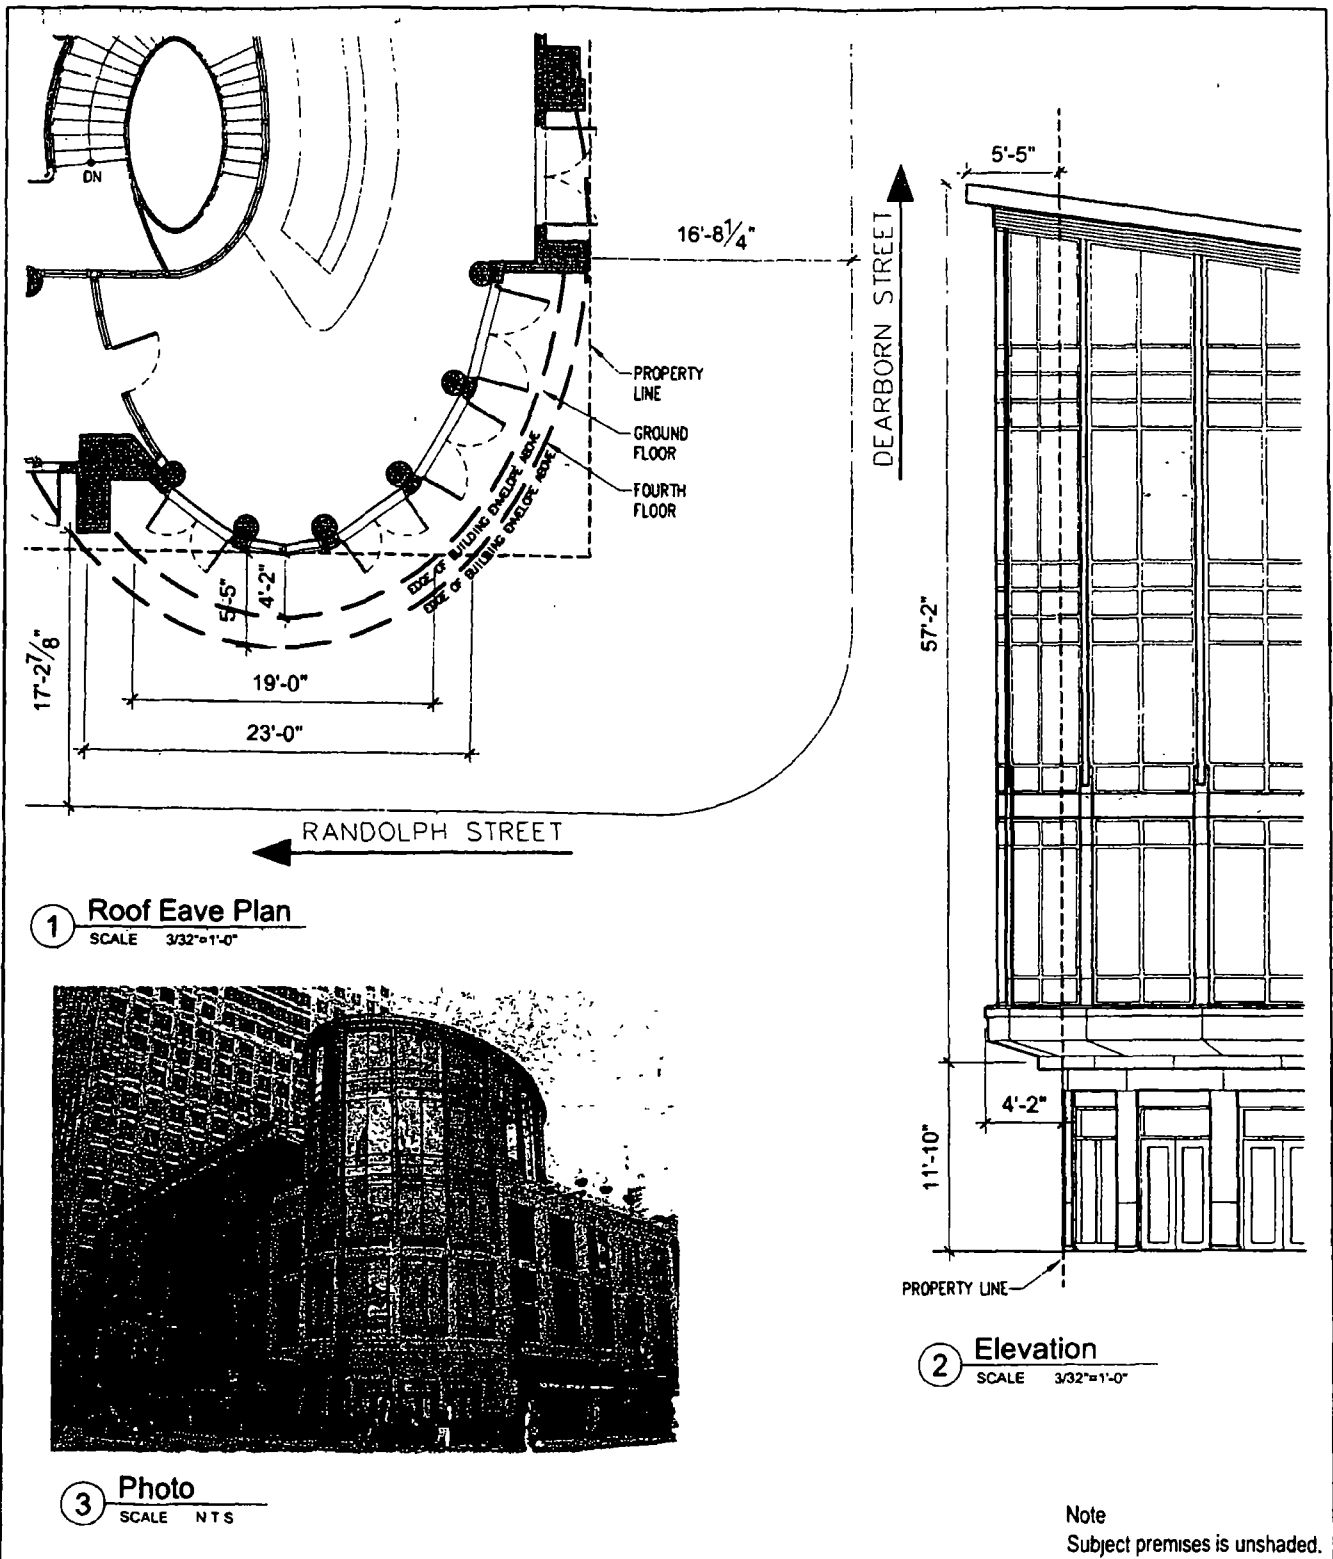 DN
16'-8 1/4"
PROPERTY
LINE
GROUND
FLOOR
FOURTH
FLOOR
EDGE OF BUILDING ENVELOPE ABOVE
EDGE OF BUILDING ENVELOPE ABOVE
5'-5"
4'-2"
17'-2 7/8"
19'-0"
23'-0"
RANDOLPH STREET
DEARBORN STREET
1 Roof Eave Plan
SCALE 3/32"=1'-0"
5'-5"
57'-2"
4'-2"
11'-10"
PROPERTY LINE
2 Elevation
SCALE 3/32"=1'-0"
3 Photo
SCALE N T S
Note
Subject premises is unshaded.